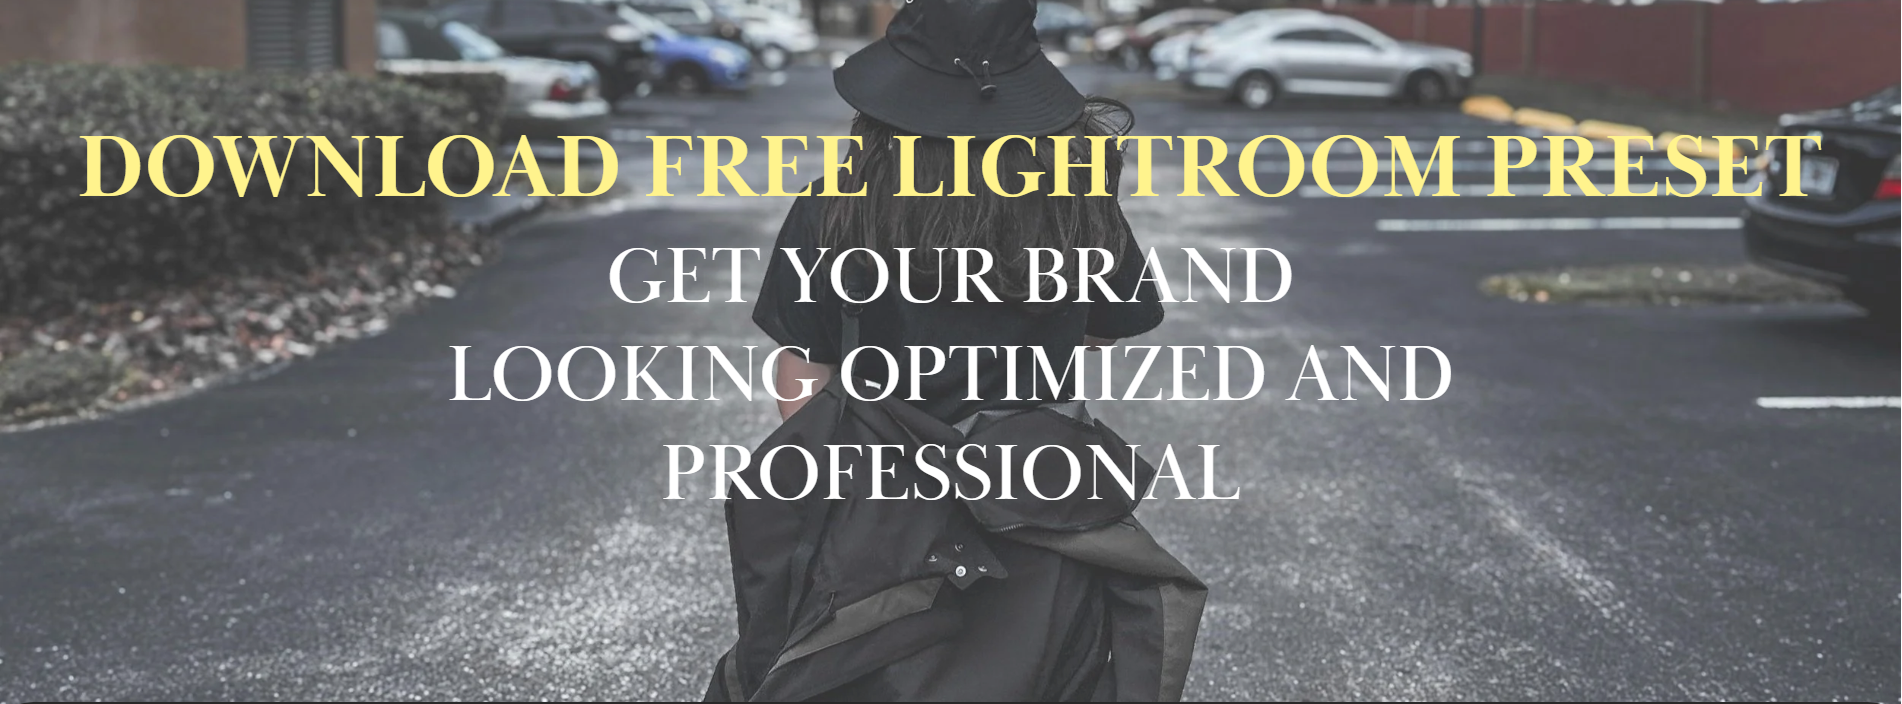 DOWNLOAD FREE LIGHTROOM PRESET
GET YOUR BRAND
LOOKING OPTIMIZED AND
PROFESSIONAL